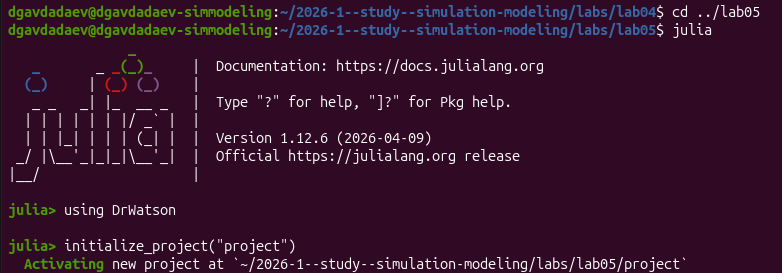 dgavdadaev@dgavdadaev-simmodeling:~/2026-1--study--simulation-modeling/labs/lab04$ cd ../lab05
dgavdadaev@dgavdadaev-simmodeling:~/2026-1--study--simulation-modeling/labs/lab05$ julia
               _
   _       _ _(_)_     |  Documentation: https://docs.julialang.org
  (_)     | (_) (_)    |
   _ _   _| |_  __ _   |  Type "?" for help, "]?" for Pkg help.
  | | | | | | |/ _` |  |
  | | |_| | | | (_| |  |  Version 1.12.6 (2026-04-09)
 _/ |\__'_|_|_|\__'_|  |  Official https://julialang.org release
|__/                   |
julia> using DrWatson
julia> initialize_project("project")
  Activating new project at `~/2026-1--study--simulation-modeling/labs/lab05/project`